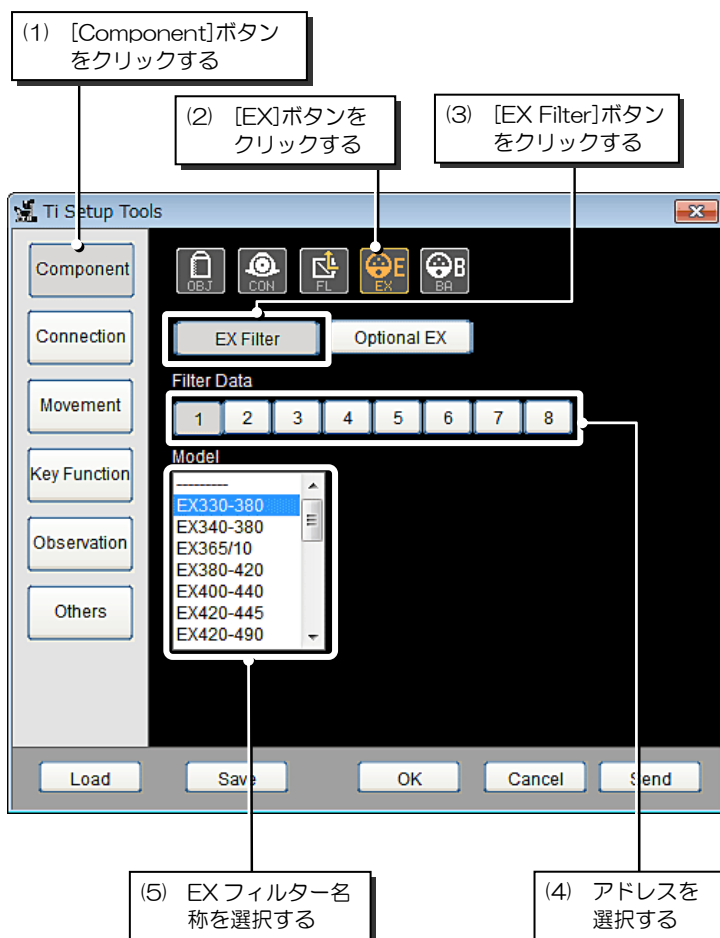 (1) [Component]ボタン
をクリックする
(2) [EX]ボタンを
クリックする
(3) [EX Filter]ボタン
をクリックする
Ti Setup Tools
Component
OBJ CON FL E EX B BA
Connection
EX Filter Optional EX
Filter Data
Movement
1 2 3 4 5 6 7 8
Model
Key Function
---------
EX330-380
EX340-380
Observation
EX365/10
EX380-420
EX400-440
Others
EX420-445
EX420-490
Load Save OK Cancel Send
(5) EXフィルター名
称を選択する
(4) アドレスを
選択する